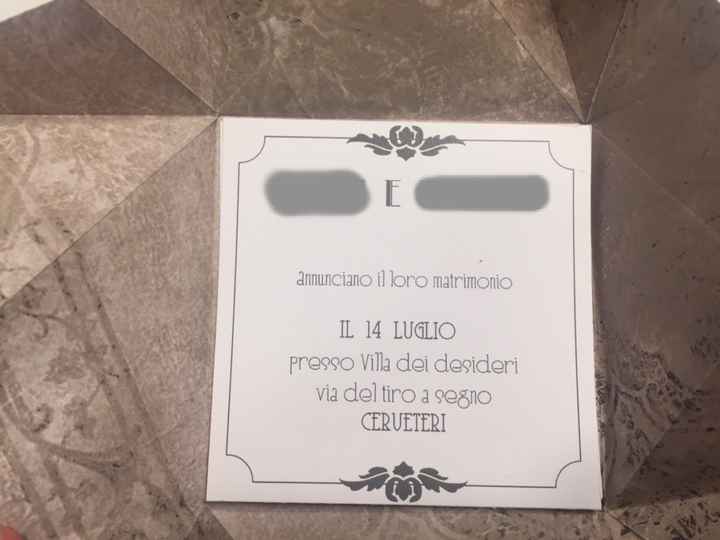 E
annunciano il loro matrimonio
IL 14 LUGLIO
presso Villa dei desideri
via del tiro a segno
CERVETERI